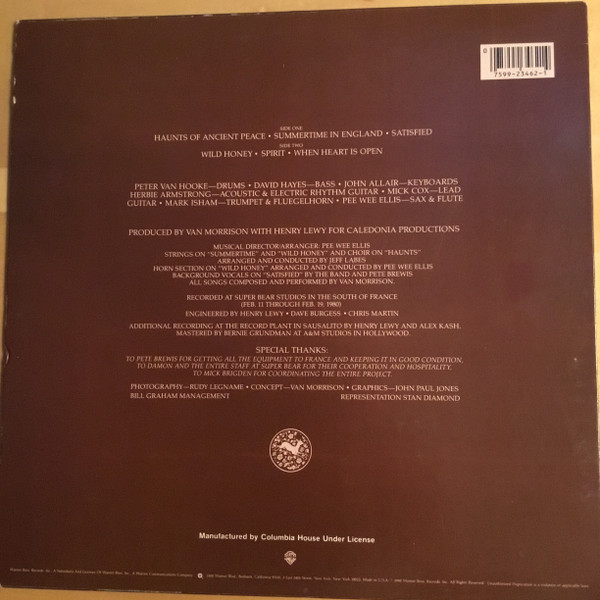 0
7599-23462-1
SIDE ONE
HAUNTS OF ANCIENT PEACE • SUMMERTIME IN ENGLAND • SATISFIED
SIDE TWO
WILD HONEY • SPIRIT • WHEN HEART IS OPEN
PETER VAN HOOKE—DRUMS • DAVID HAYES—BASS • JOHN ALLAIR—KEYBOARDS
HERBIE ARMSTRONG—ACOUSTIC & ELECTRIC RHYTHM GUITAR • MICK COX—LEAD
GUITAR • MARK ISHAM—TRUMPET & FLUEGELHORN • PEE WEE ELLIS—SAX & FLUTE
PRODUCED BY VAN MORRISON WITH HENRY LEWY FOR CALEDONIA PRODUCTIONS
MUSICAL DIRECTOR/ARRANGER: PEE WEE ELLIS
STRINGS ON "SUMMERTIME" AND "WILD HONEY" AND CHOIR ON "HAUNTS"
ARRANGED AND CONDUCTED BY JEFF LABES
HORN SECTION ON "WILD HONEY" ARRANGED AND CONDUCTED BY PEE WEE ELLIS
BACKGROUND VOCALS ON "SATISFIED" BY THE BAND AND PETE BREWIS
ALL SONGS COMPOSED AND PERFORMED BY VAN MORRISON.
RECORDED AT SUPER BEAR STUDIOS IN THE SOUTH OF FRANCE
(FEB. 11 THROUGH FEB. 19, 1980)
ENGINEERED BY HENRY LEWY • DAVE BURGESS • CHRIS MARTIN
ADDITIONAL RECORDING AT THE RECORD PLANT IN SAUSALITO BY HENRY LEWY AND ALEX KASH.
MASTERED BY BERNIE GRUNDMAN AT A&M STUDIOS IN HOLLYWOOD.
SPECIAL THANKS:
TO PETE BREWIS FOR GETTING ALL THE EQUIPMENT TO FRANCE AND KEEPING IT IN GOOD CONDITION,
TO DAMON AND THE ENTIRE STAFF AT SUPER BEAR FOR THEIR COOPERATION AND HOSPITALITY,
TO MICK BRIGDEN FOR COORDINATING THE ENTIRE PROJECT.
PHOTOGRAPHY—RUDY LEGNAME • CONCEPT—VAN MORRISON • GRAPHICS—JOHN PAUL JONES
BILL GRAHAM MANAGEMENT REPRESENTATION STAN DIAMOND
Manufactured by Columbia House Under License